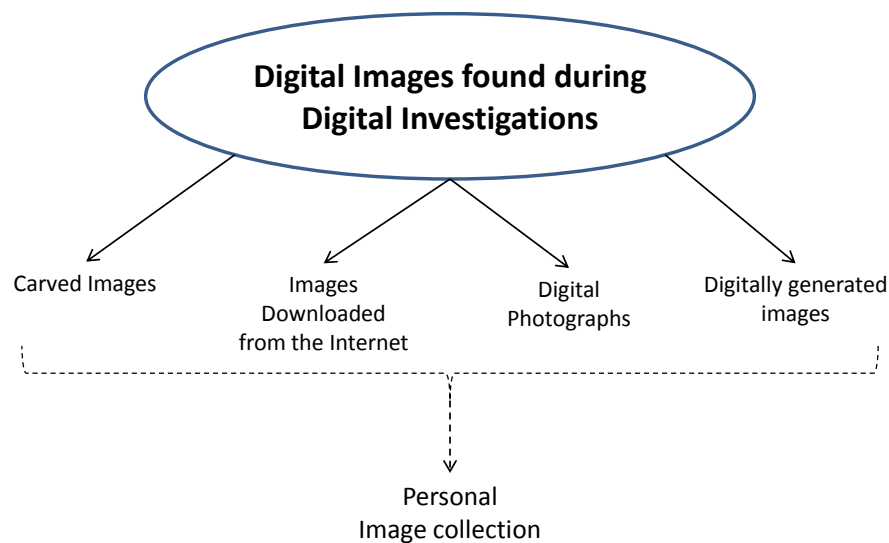 Digital Images found during
Digital Investigations
Carved Images
Images
Downloaded
from the Internet
Digital
Photographs
Digitally generated
images
Personal
Image collection